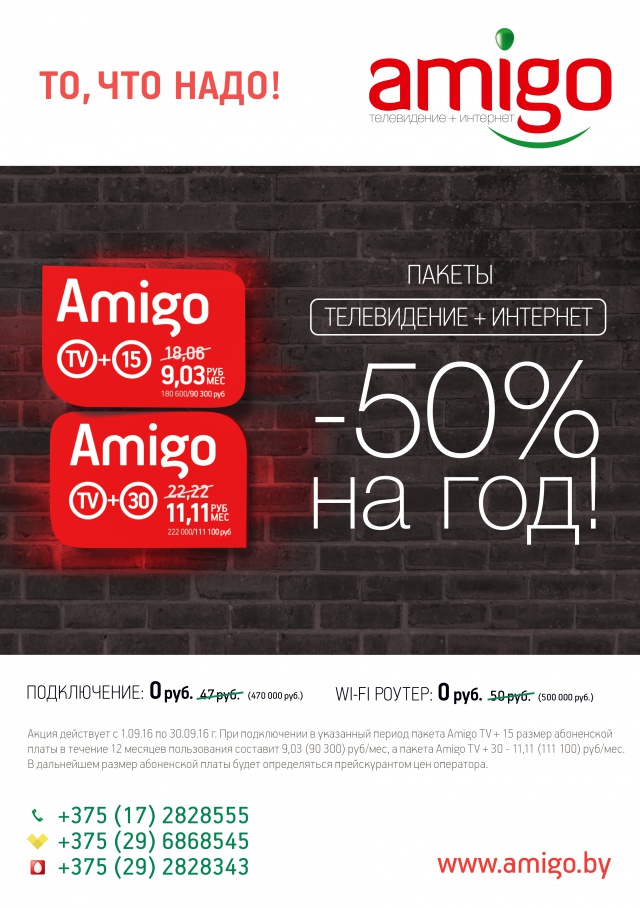 ТО, ЧТО НАДО!
amigo
телевидение + интернет
Amigo
TV + 15
18,06
9,03 РУБ МЕС
180 600/90 300 руб
Amigo
TV + 30
22,22
11,11 РУБ МЕС
222 000/111 100 руб
ПАКЕТЫ
ТЕЛЕВИДЕНИЕ + ИНТЕРНЕТ
-50%
на год!
ПОДКЛЮЧЕНИЕ: 0 руб. 47 руб. (470 000 руб.)
WI-FI РОУТЕР: 0 руб. 50 руб. (500 000 руб.)
Акция действует с 1.09.16 по 30.09.16 г. При подключении в указанный период пакета Amigo TV + 15 размер абоненской
платы в течение 12 месяцев пользования составит 9,03 (90 300) руб/мес, а пакета Amigo TV + 30 - 11,11 (111 100) руб/мес.
В дальнейшем размер абоненской платы будет определяться прейскурантом цен оператора.
+375 (17) 2828555
+375 (29) 6868545
+375 (29) 2828343
www.amigo.by